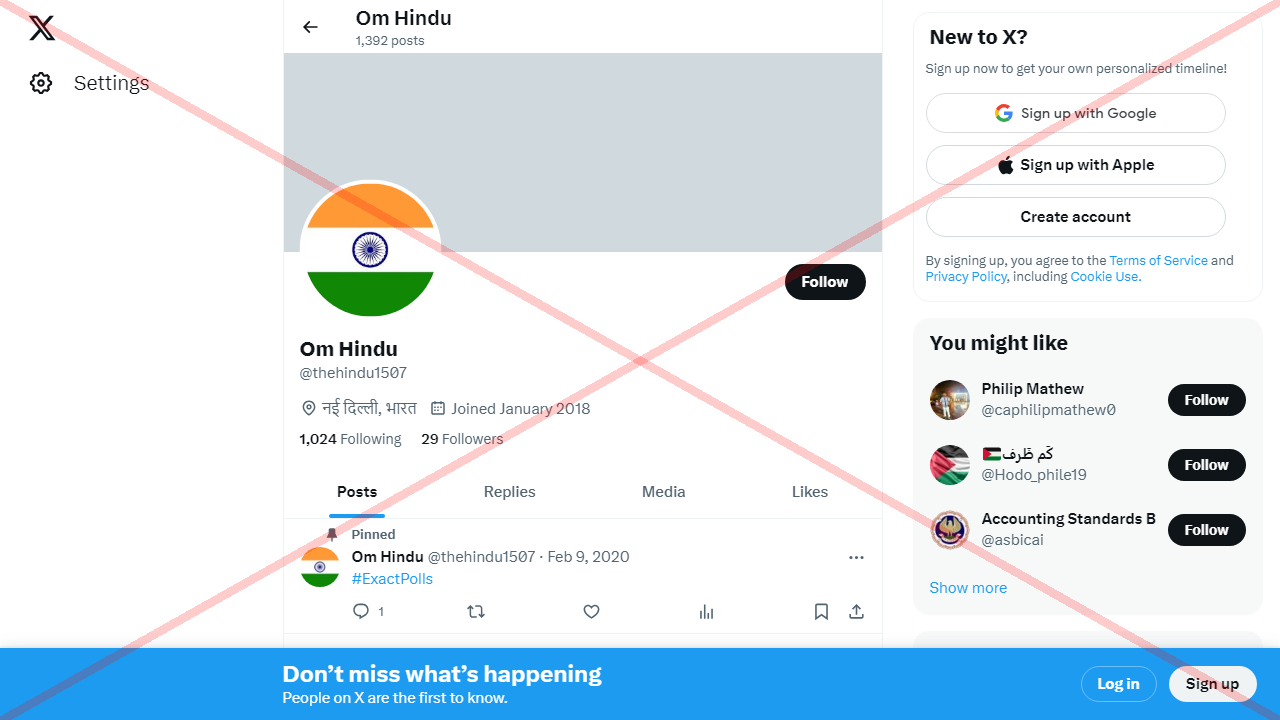 Settings
Om Hindu
1,392 posts
Follow
Om Hindu
@thehindu1507
नई दिल्ली, भारत Joined January 2018
1,024 Following 29 Followers
Posts Replies Media Likes
Pinned
Om Hindu @thehindu1507 · Feb 9, 2020
#ExactPolls
1
New to X?
Sign up now to get your own personalized timeline!
Sign up with Google
Sign up with Apple
Create account
By signing up, you agree to the Terms of Service and
Privacy Policy, including Cookie Use.
You might like
Philip Mathew
@caphilipmathew0
Follow
@Hodo_phile19
Follow
Accounting Standards B
@asbicai
Follow
Show more
Don’t miss what’s happening
People on X are the first to know.
Log in
Sign up